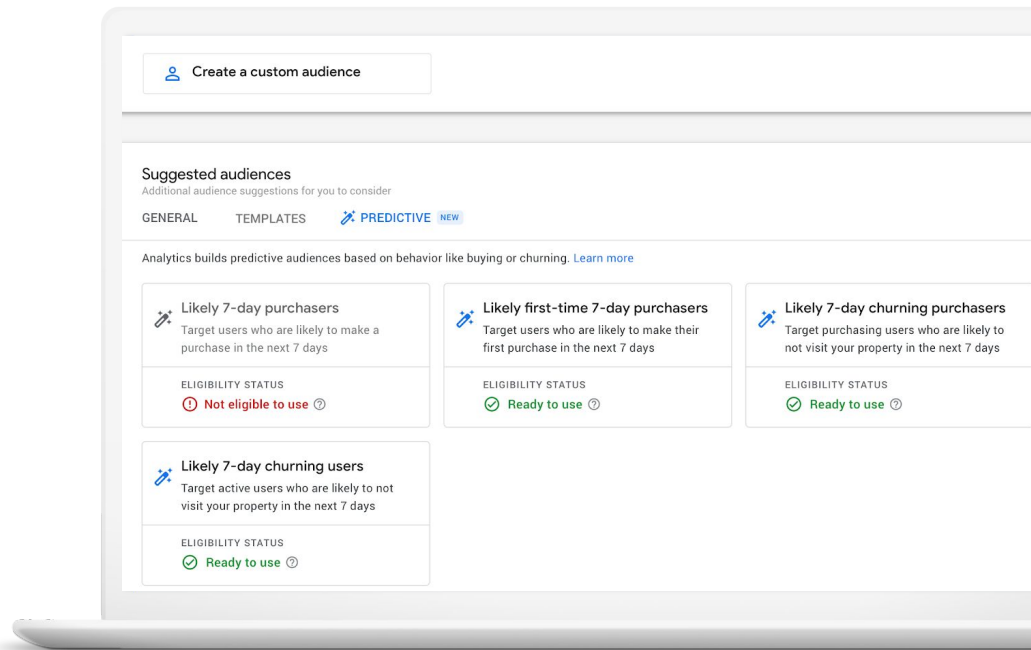 Create a custom audience
Suggested audiences
Additional audience suggestions for you to consider
GENERAL TEMPLATES PREDICTIVE NEW
Analytics builds predictive audiences based on behavior like buying or churning. Learn more
Likely 7-day purchasers
Target users who are likely to make a
purchase in the next 7 days
ELIGIBILITY STATUS
Not eligible to use
Likely first-time 7-day purchasers
Target users who are likely to make their
first purchase in the next 7 days
ELIGIBILITY STATUS
Ready to use
Likely 7-day churning purchasers
Target purchasing users who are likely to
not visit your property in the next 7 days
ELIGIBILITY STATUS
Ready to use
Likely 7-day churning users
Target active users who are likely to not
visit your property in the next 7 days
ELIGIBILITY STATUS
Ready to use